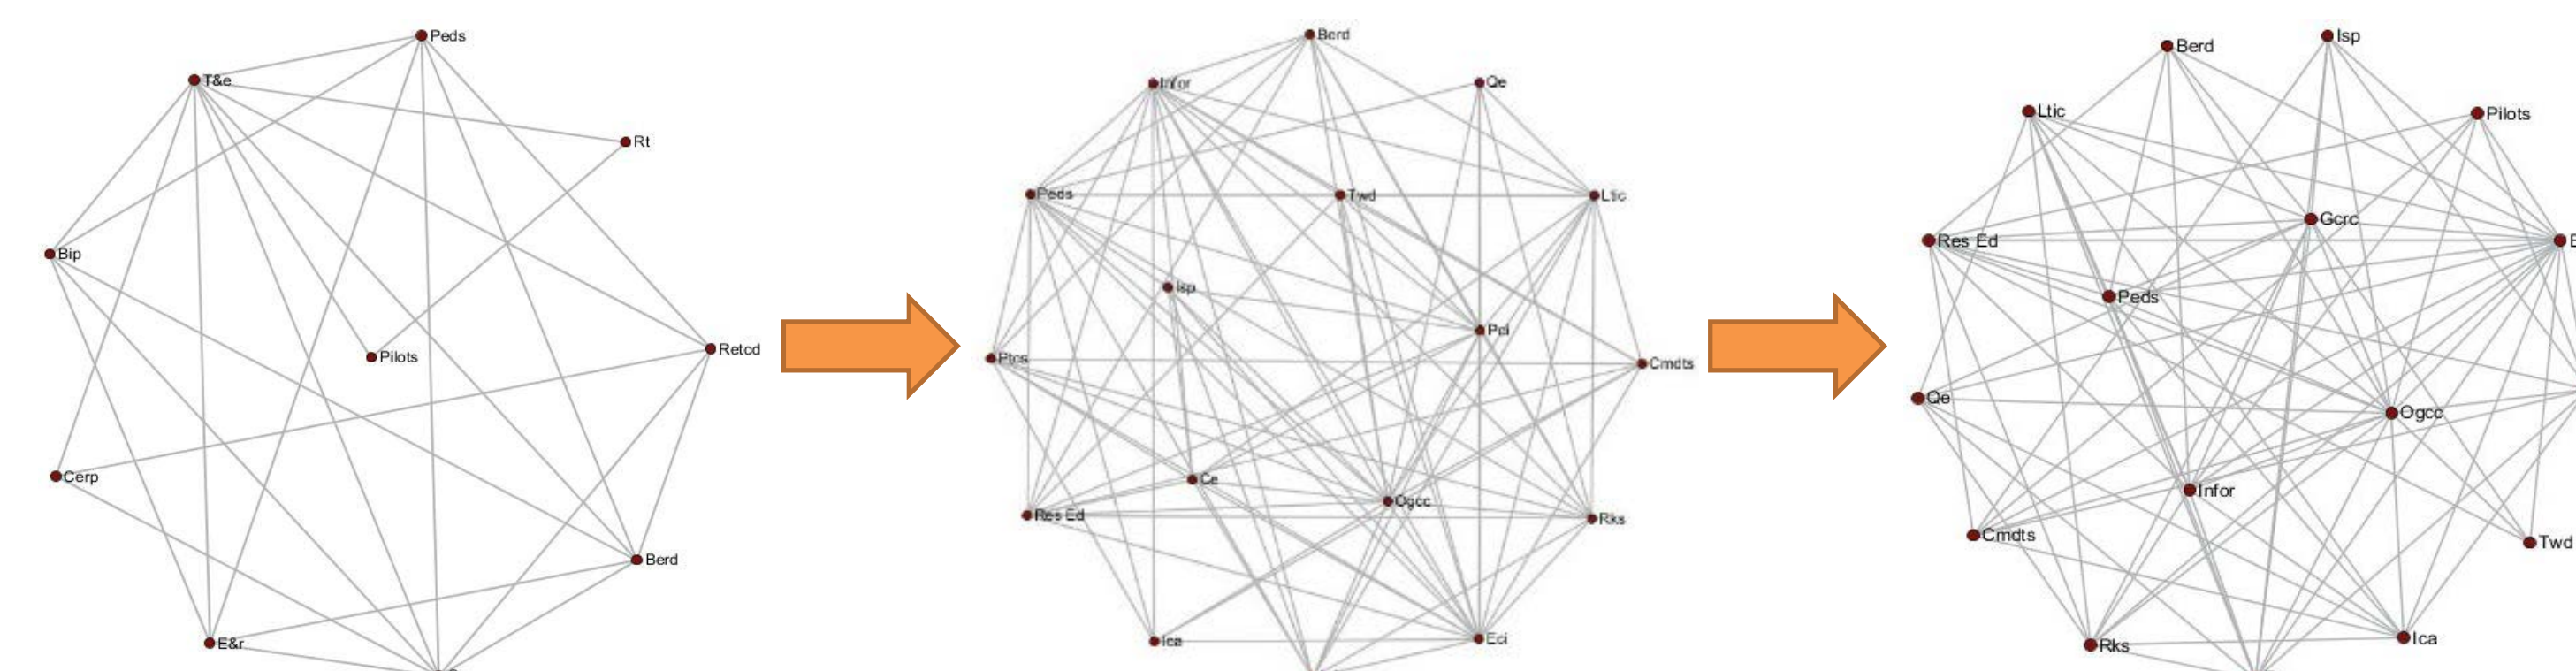 Peds
T&e
Rt
Bip
Pilots
Retcd
Cerp
Berd
E&r
Berd
Infor
Qe
Peds
Twd
Ltic
Isp
Pci
Ptcs
Cmdts
Ce
Ogcc
Res Ed
Rks
Ica
Eci
Isp
Berd
Ltic
Pilots
Gcrc
Res Ed
Peds
Qe
Ogcc
Infor
Cmdts
Twd
Ica
Rks